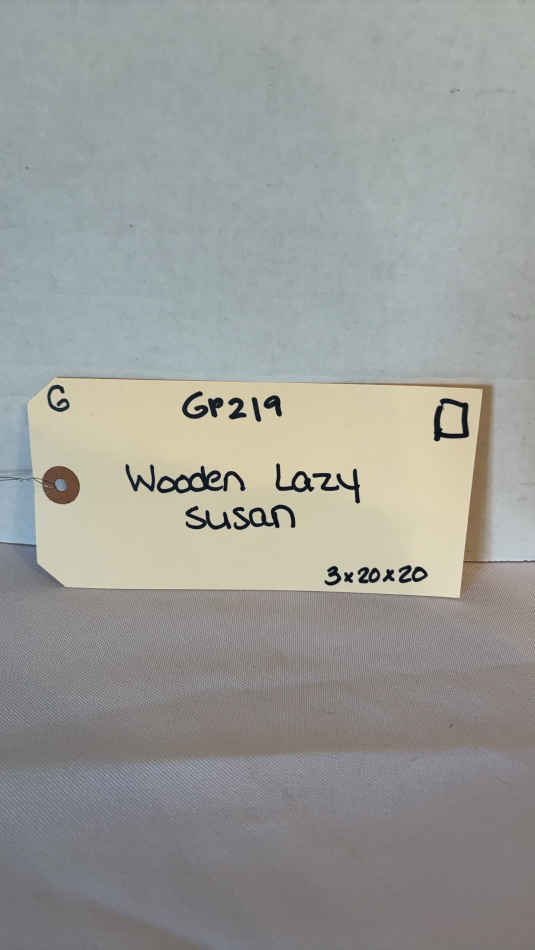 G
GP219
Wooden Lazy
Susan
3x20x20